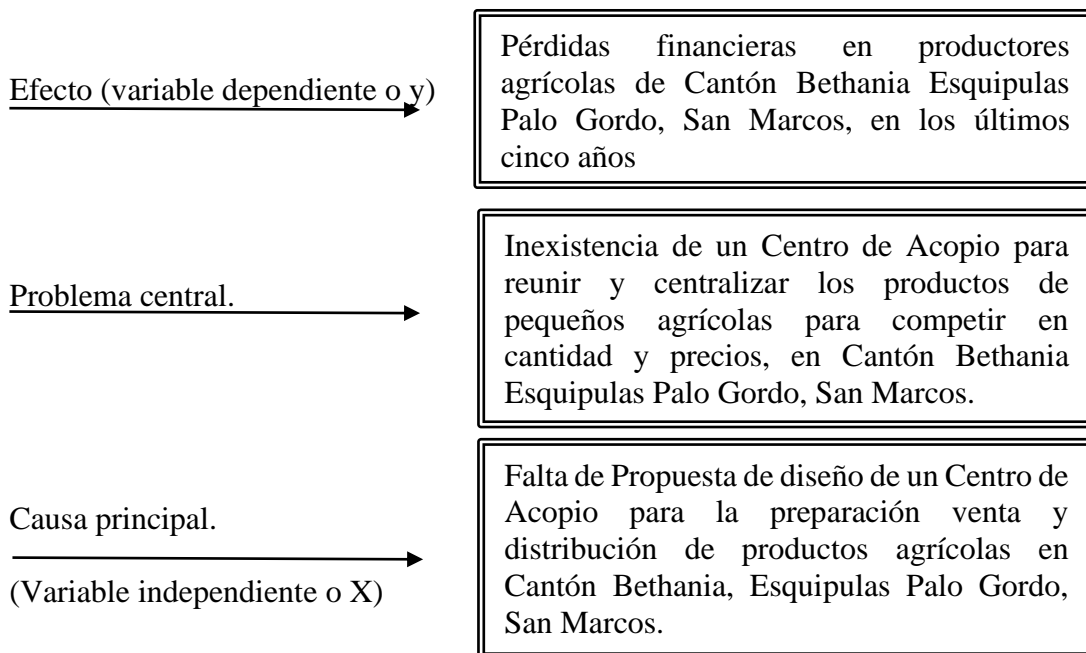 Efecto (variable dependiente o y)
Pérdidas financieras en productores
agrícolas de Cantón Bethania Esquipulas
Palo Gordo, San Marcos, en los últimos
cinco años
Problema central.
Inexistencia de un Centro de Acopio para
reunir y centralizar los productos de
pequeños agrícolas para competir en
cantidad y precios, en Cantón Bethania
Esquipulas Palo Gordo, San Marcos.
Causa principal.
(Variable independiente o X)
Falta de Propuesta de diseño de un Centro de
Acopio para la preparación venta y
distribución de productos agrícolas en
Cantón Bethania, Esquipulas Palo Gordo,
San Marcos.